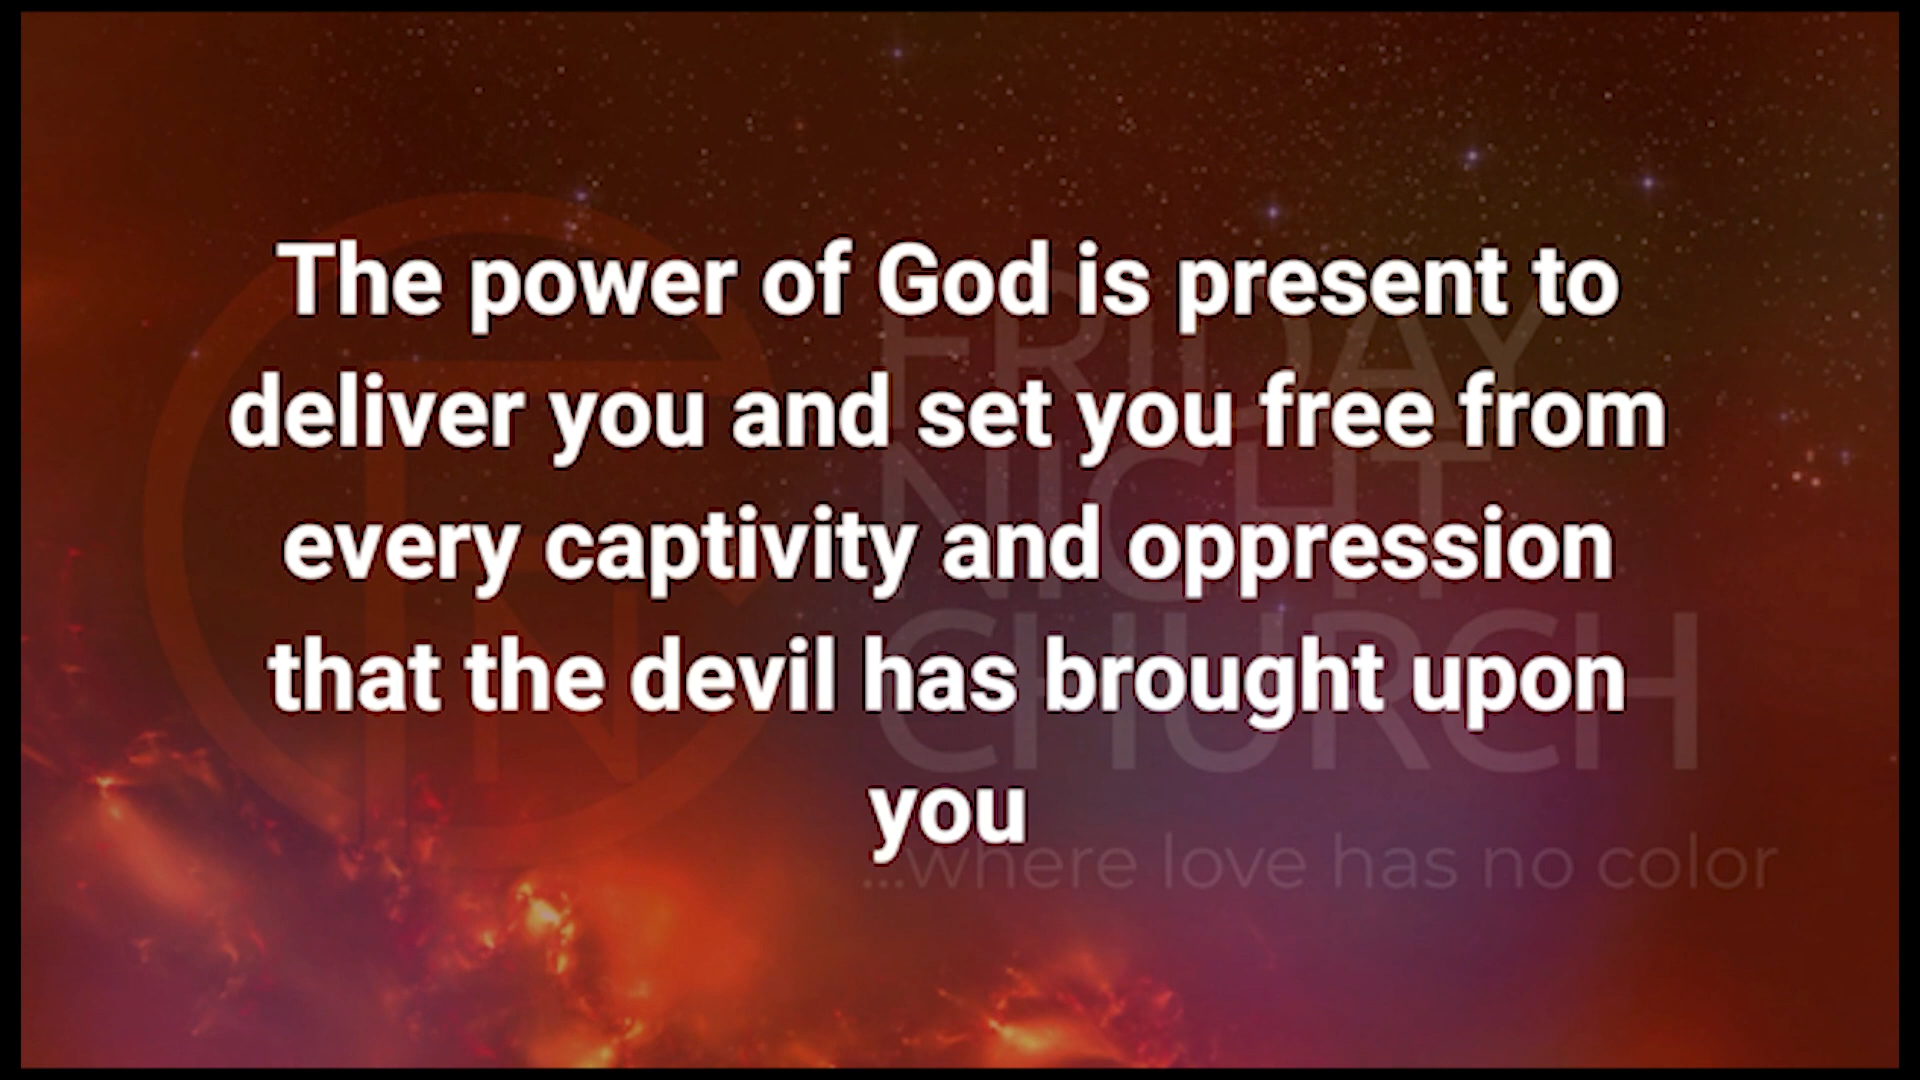 The power of God is present to
deliver you and set you free from
every captivity and oppression
that the devil has brought upon
you
FRIDAY
NIGHT
CHURCH
...where love has no color